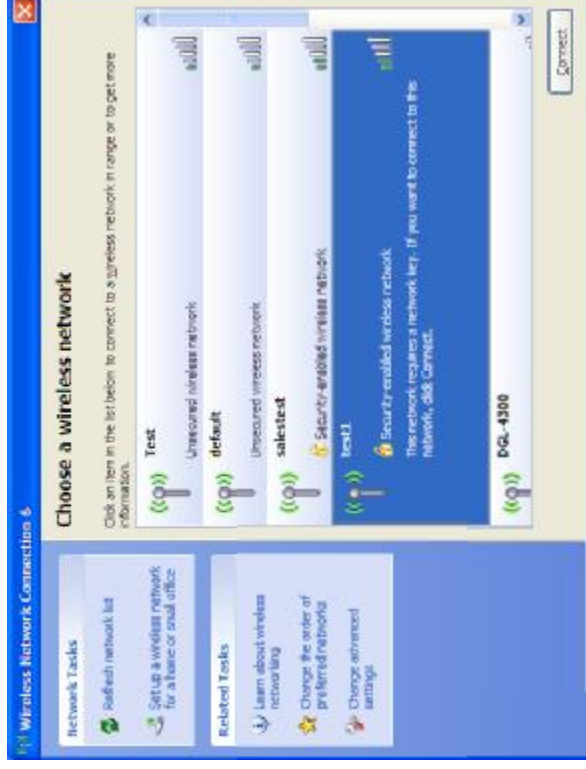 Wireless Network Connection 6
Network Tasks
Refresh network list
Set up a wireless network
for a home or small office
Related Tasks
Learn about wireless
networking
Change the order of
preferred networks
Change advanced
settings
Choose a wireless network
Click an item in the list below to connect to a wireless network in range or to get more
information.
Test
Unsecured wireless network
default
Unsecured wireless network
salestest
Security-enabled wireless network
test1
Security-enabled wireless network
This network requires a network key. If you want to connect to this
network, click Connect.
DGL-4300
Connect